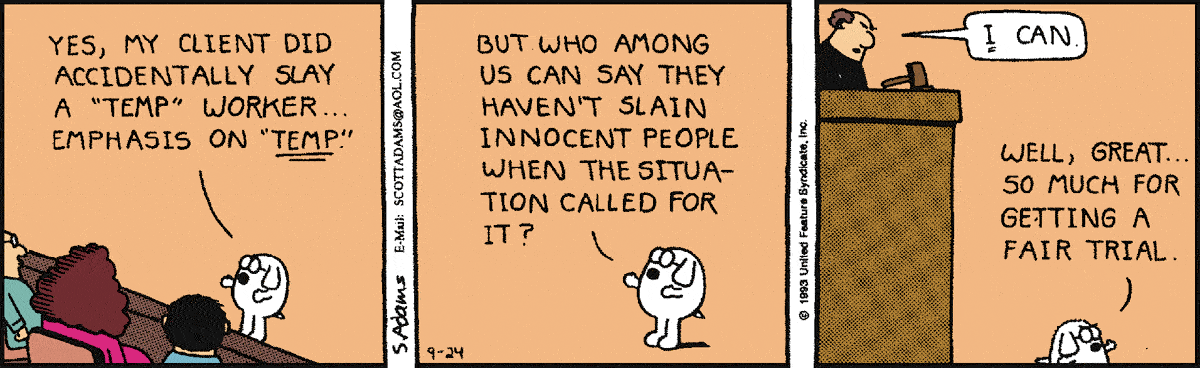 YES, MY CLIENT DID
ACCIDENTALLY SLAY
A "TEMP" WORKER...
EMPHASIS ON "TEMP."
BUT WHO AMONG
US CAN SAY THEY
HAVEN'T SLAIN
INNOCENT PEOPLE
WHEN THE SITUA-
TION CALLED FOR
IT?
I CAN.
WELL, GREAT...
SO MUCH FOR
GETTING A
FAIR TRIAL.
S. Adams
E-Mail: SCOTTADAMS@AOL.COM
9-24
© 1993 United Feature Syndicate, Inc.